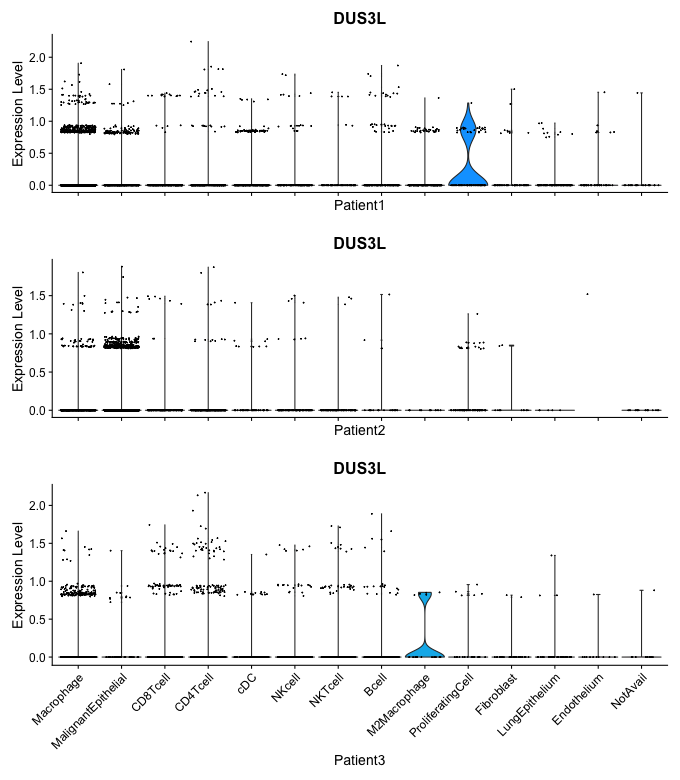 DUS3L
Expression Level
2.0
1.5
1.0
0.5
0.0
Patient1
DUS3L
Expression Level
1.5
1.0
0.5
0.0
Patient2
DUS3L
Expression Level
2.0
1.5
1.0
0.5
0.0
Macrophage
MalignantEpithelial
CD8Tcell
CD4Tcell
cDC
NKcell
NKTcell
Bcell
M2Macrophage
ProliferatingCell
Fibroblast
LungEpithelium
Endothelium
NotAvail
Patient3